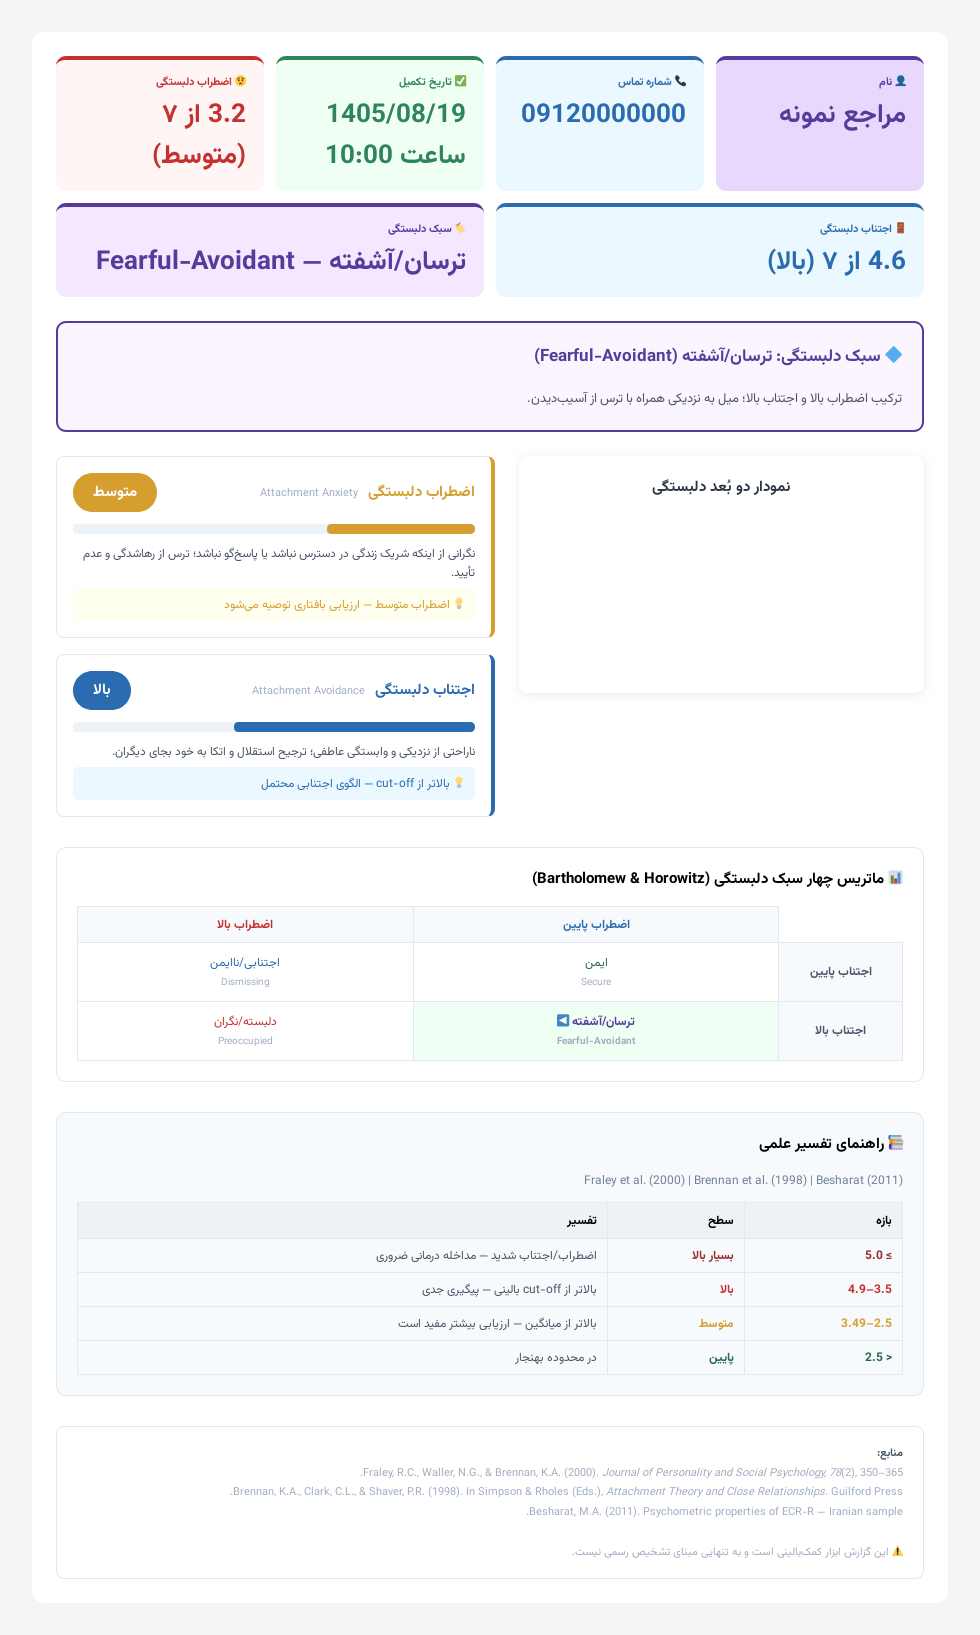 👤 نام
مراجع نمونه
📞 شماره تماس
09120000000
✅ تاریخ تکمیل
1405/08/19
ساعت 10:00
😟 اضطراب دلبستگی
3.2 از ۷
(متوسط)
🚪 اجتناب دلبستگی
4.6 از ۷ (بالا)
🏷️ سبک دلبستگی
ترسان/آشفته — Fearful-Avoidant
🔷 سبک دلبستگی: ترسان/آشفته (Fearful-Avoidant)
ترکیب اضطراب بالا و اجتناب بالا؛ میل به نزدیکی همراه با ترس از آسیب‌دیدن.
نمودار دو بُعد دلبستگی
اضطراب دلبستگی Attachment Anxiety
متوسط
نگرانی از اینکه شریک زندگی در دسترس نباشد یا پاسخ‌گو نباشد؛ ترس از رهاشدگی و عدم
تأیید.
💡 اضطراب متوسط — ارزیابی بافتاری توصیه می‌شود
اجتناب دلبستگی Attachment Avoidance
بالا
ناراحتی از نزدیکی و وابستگی عاطفی؛ ترجیح استقلال و اتکا به خود بجای دیگران.
💡 بالاتر از cut-off — الگوی اجتنابی محتمل
📊 ماتریس چهار سبک دلبستگی (Bartholomew & Horowitz)
اضطراب پایین
اضطراب بالا
اجتناب پایین
ایمن
Secure
اجتنابی/ناایمن
Dismissing
اجتناب بالا
ترسان/آشفته ◀
Fearful-Avoidant
دلبسته/نگران
Preoccupied
📚 راهنمای تفسیر علمی
Fraley et al. (2000) | Brennan et al. (1998) | Besharat (2011)
بازه
سطح
تفسیر
≥ 5.0
بسیار بالا
اضطراب/اجتناب شدید — مداخله درمانی ضروری
3.5–4.9
بالا
بالاتر از cut-off بالینی — پیگیری جدی
2.5–3.49
متوسط
بالاتر از میانگین — ارزیابی بیشتر مفید است
< 2.5
پایین
در محدوده بهنجار
منابع:
Fraley, R.C., Waller, N.G., & Brennan, K.A. (2000). Journal of Personality and Social Psychology, 78(2), 350–365.
Brennan, K.A., Clark, C.L., & Shaver, P.R. (1998). In Simpson & Rholes (Eds.), Attachment Theory and Close Relationships. Guilford Press.
Besharat, M.A. (2011). Psychometric properties of ECR-R — Iranian sample.
⚠️ این گزارش ابزار کمک‌بالینی است و به تنهایی مبنای تشخیص رسمی نیست.